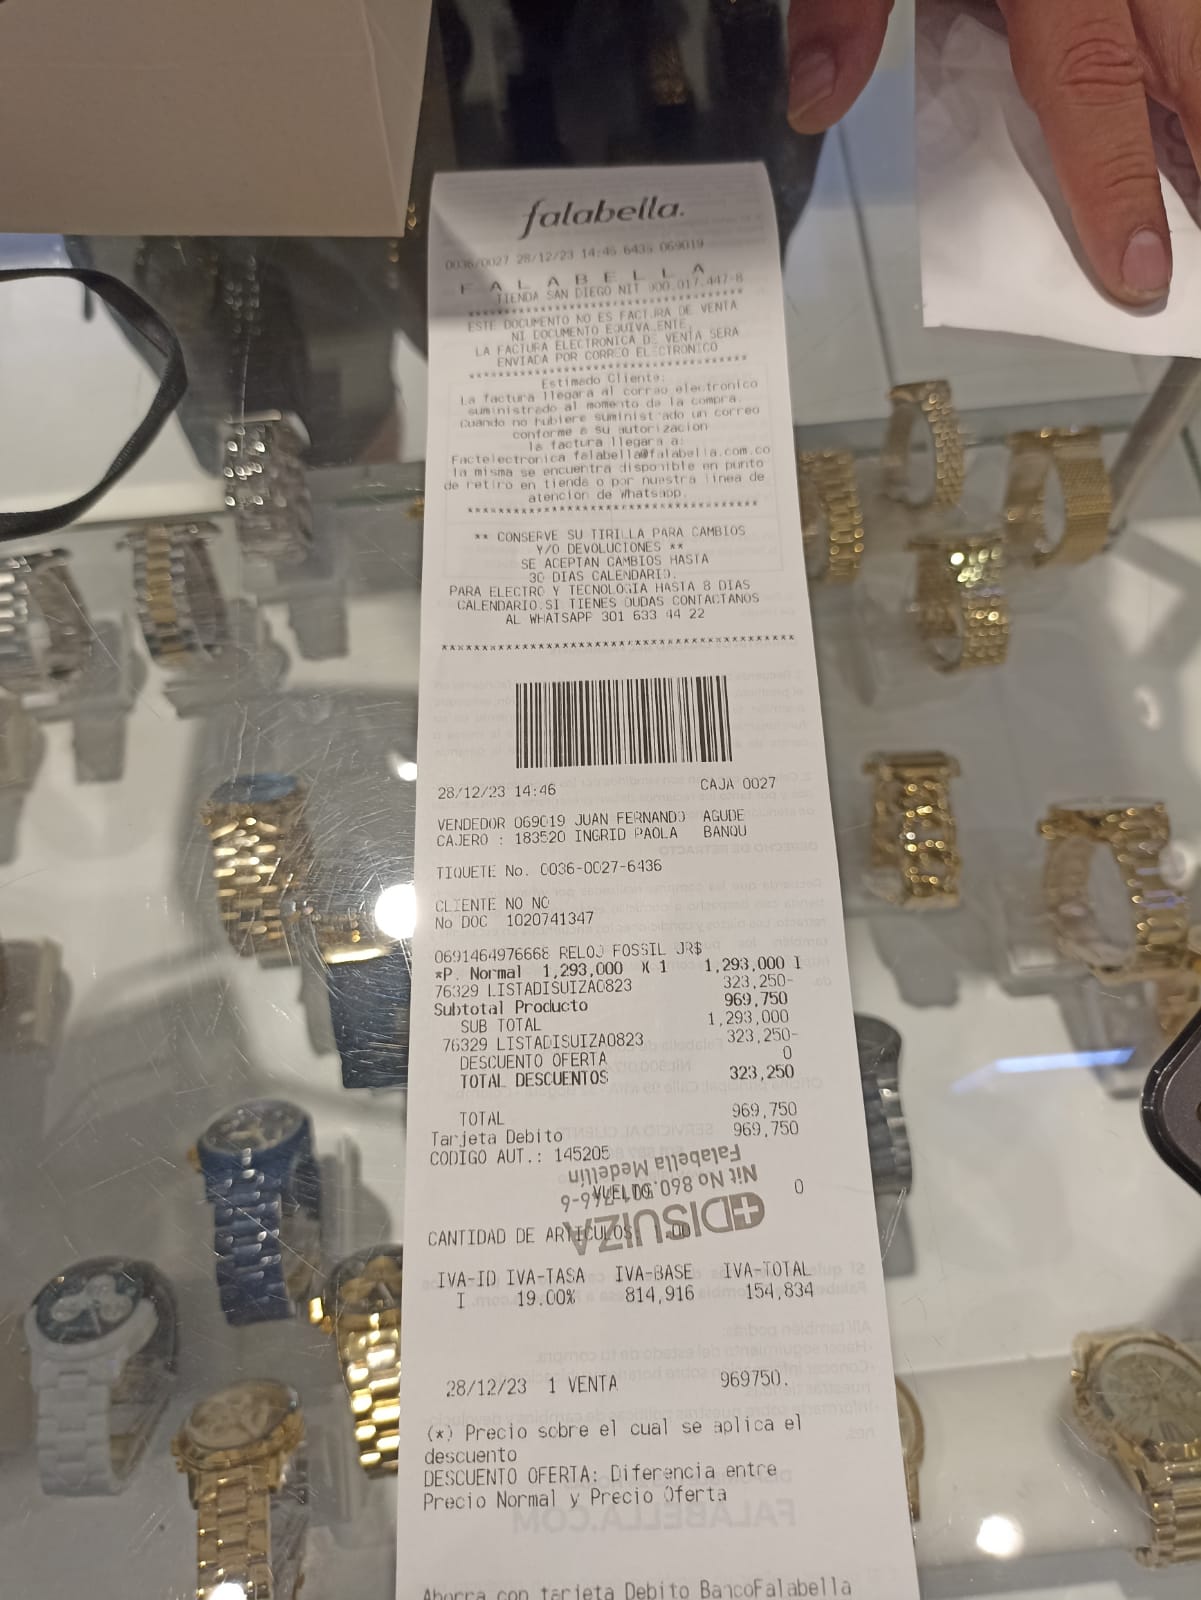 falabella.
0036/0027 28/12/23 14:45 6435 069019
F A L A B E L L A
TIENDA SAN DIEGO NIT 900.017.447-8
ESTE DOCUMENTO NO ES FACTURA DE VENTA
NI DOCUMENTO EQUIVALENTE,
LA FACTURA ELECTRONICA DE VENTA SERA
ENVIADA POR CORREO ELECTRONICO
Estimado Cliente:
La factura llegara al correo electronico
suministrado al momento de la compra.
Cuando no hubiere suministrado un correo
conforme a su autorizacion
la factura llegara a:
Factelectronica falabella@falabella.com.co
la misma se encuentra disponible en punto
de retiro en tienda o por nuestra linea de
atencion de Whatsapp.
** CONSERVE SU TIRILLA PARA CAMBIOS
Y/O DEVOLUCIONES **
SE ACEPTAN CAMBIOS HASTA
30 DIAS CALENDARIO.
PARA ELECTRO Y TECNOLOGIA HASTA 8 DIAS
CALENDARIO.SI TIENES DUDAS CONTACTANOS
AL WHATSAPP 301 633 44 22
28/12/23 14:46 CAJA 0027
VENDEDOR 069019 JUAN FERNANDO AGUDE
CAJERO : 183520 INGRID PAOLA BANQU
TIQUETE No. 0036-0027-6436
CLIENTE NO NO
No DOC 1020741347
0691464976668 RELOJ FOSSIL JR$
*P. Normal 1,293,000 X 1 1,293,000 I
76329 LISTADISUIZA0823 323,250-
Subtotal Producto 969,750
SUB TOTAL 1,293,000
76329 LISTADISUIZA0823 323,250-
DESCUENTO OFERTA 0
TOTAL DESCUENTOS 323,250
TOTAL 969,750
Tarjeta Debito 969,750
CODIGO AUT.: 145205
VUELTO 0
CANTIDAD DE ARTICULOS
DISUIZA
Nit No 860.
Falabella Medellín
IVA-ID IVA-TASA IVA-BASE IVA-TOTAL
I 19.00% 814,916 154,834
28/12/23 1 VENTA 969750.
(*) Precio sobre el cual se aplica el
descuento
DESCUENTO OFERTA: Diferencia entre
Precio Normal y Precio Oferta
Ahorra con tarjeta Debito BancoFalabella